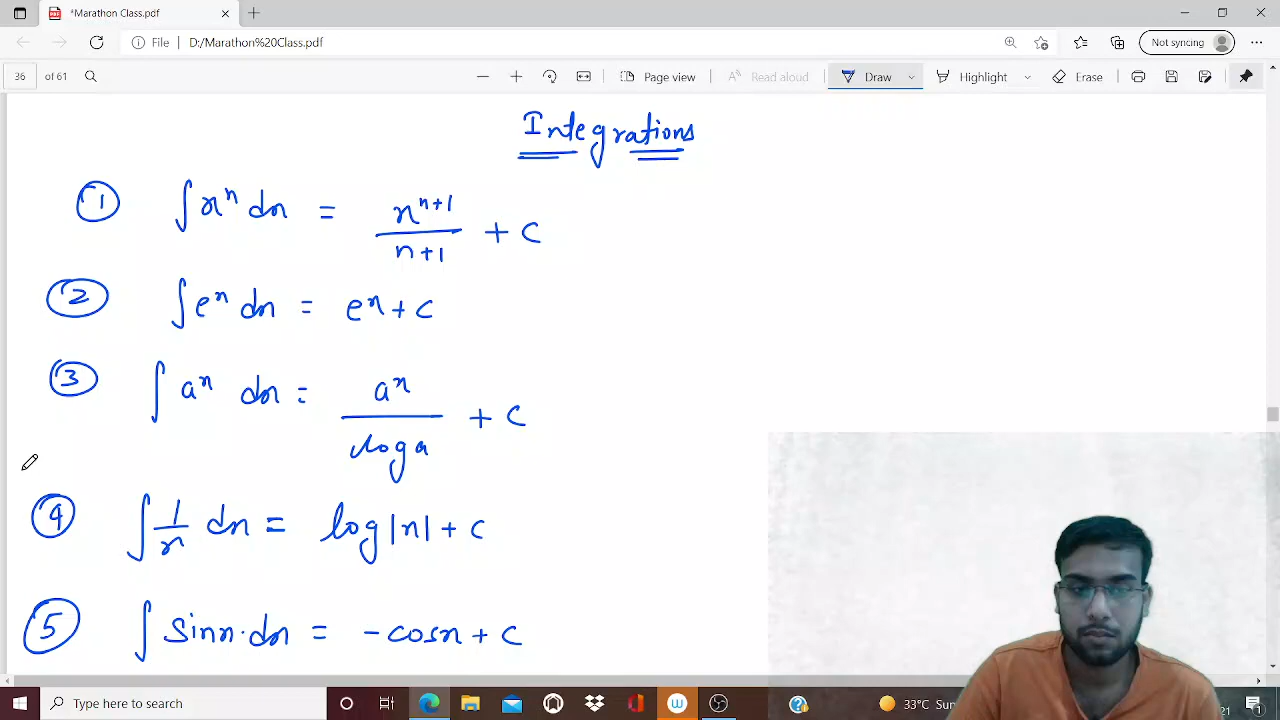 *Marathon Class.pdf
File D:/Marathon%20Class.pdf Not syncing
36 of 61 Page view Read aloud Draw Highlight Erase
Integrations
① ∫xⁿ dx = xⁿ⁺¹/n+1 + c
② ∫eˣ dx = eˣ + c
③ ∫aˣ dx = aˣ/log a + c
④ ∫1/x dx = log|x| + c
⑤ ∫sinx·dx = -cosx + c
Type here to search 33°C Sun